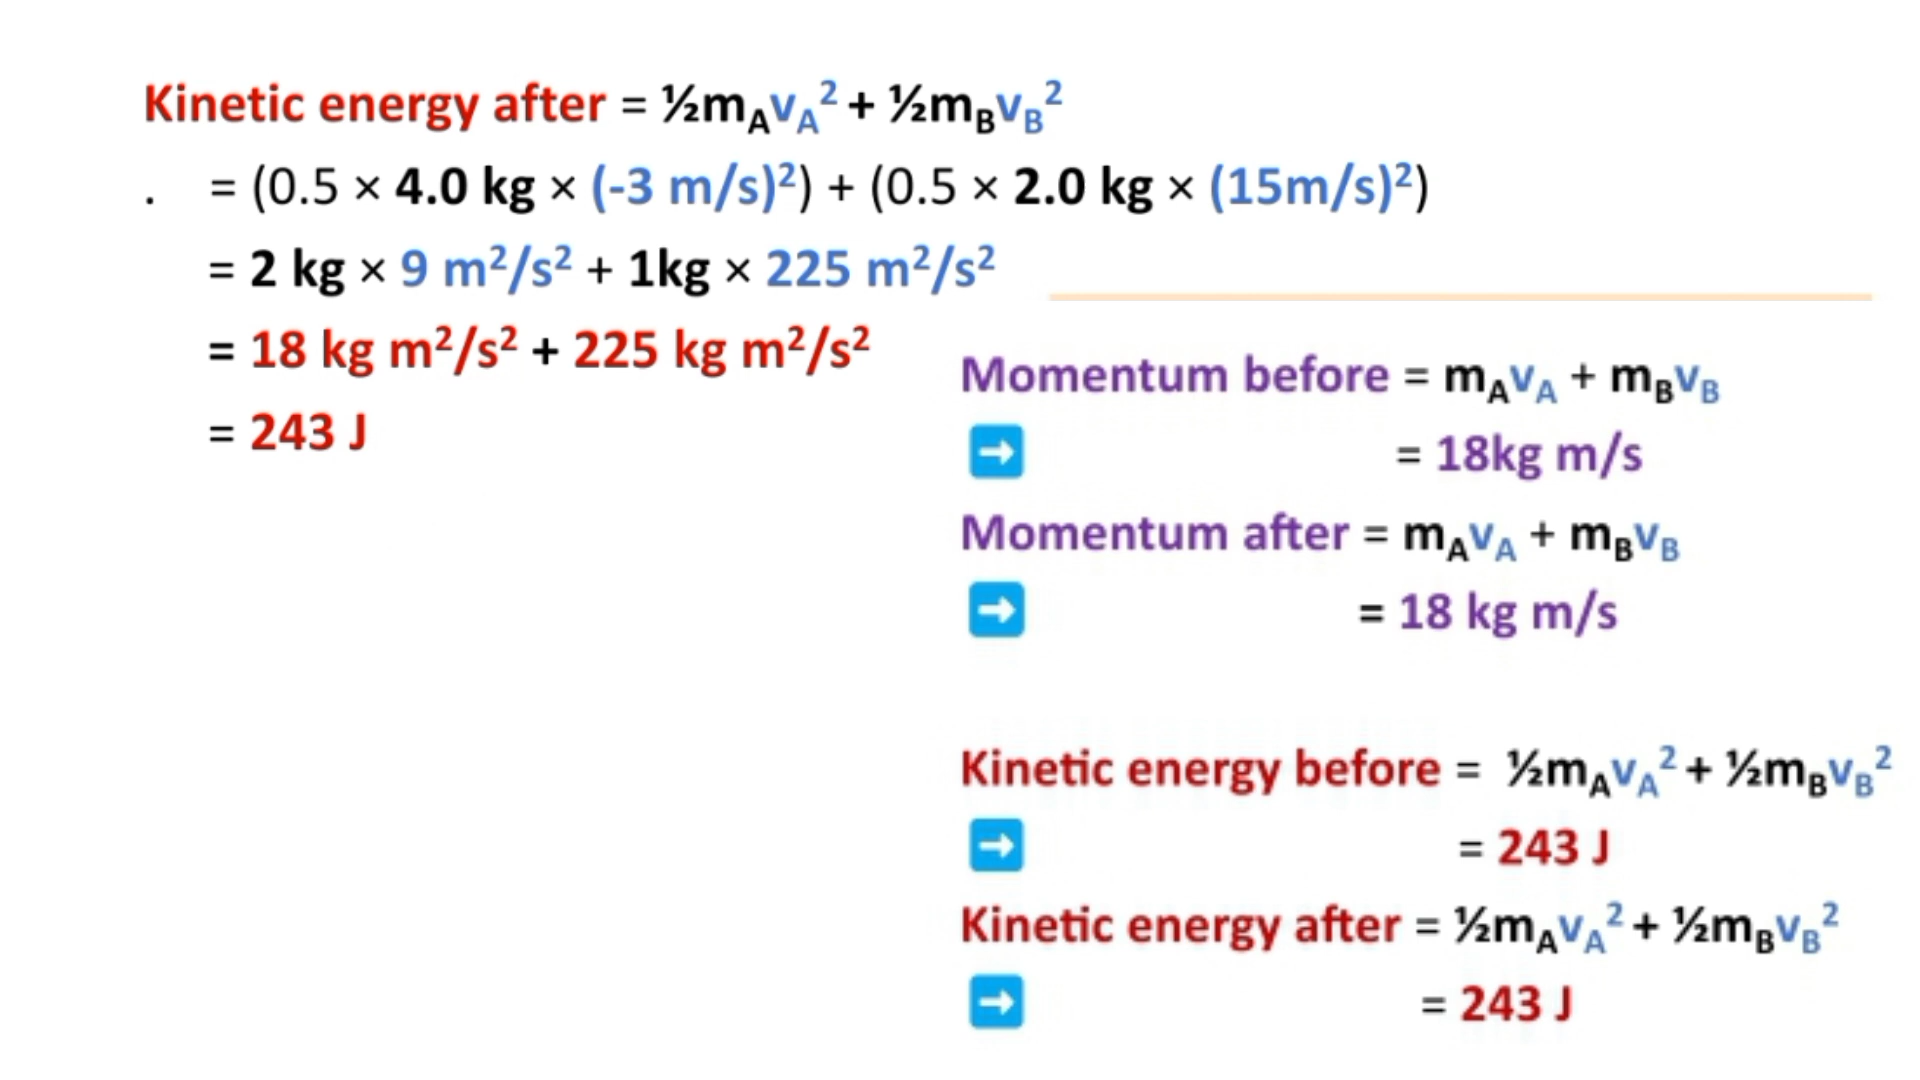 Kinetic energy after = ½mAvA² + ½mBvB²
. = (0.5 × 4.0 kg × (-3 m/s)²) + (0.5 × 2.0 kg × (15m/s)²)
= 2 kg × 9 m²/s² + 1kg × 225 m²/s²
= 18 kg m²/s² + 225 kg m²/s²
= 243 J
Momentum before = mAvA + mBvB
➡ = 18kg m/s
Momentum after = mAvA + mBvB
➡ = 18 kg m/s
Kinetic energy before = ½mAvA² + ½mBvB²
➡ = 243 J
Kinetic energy after = ½mAvA² + ½mBvB²
➡ = 243 J